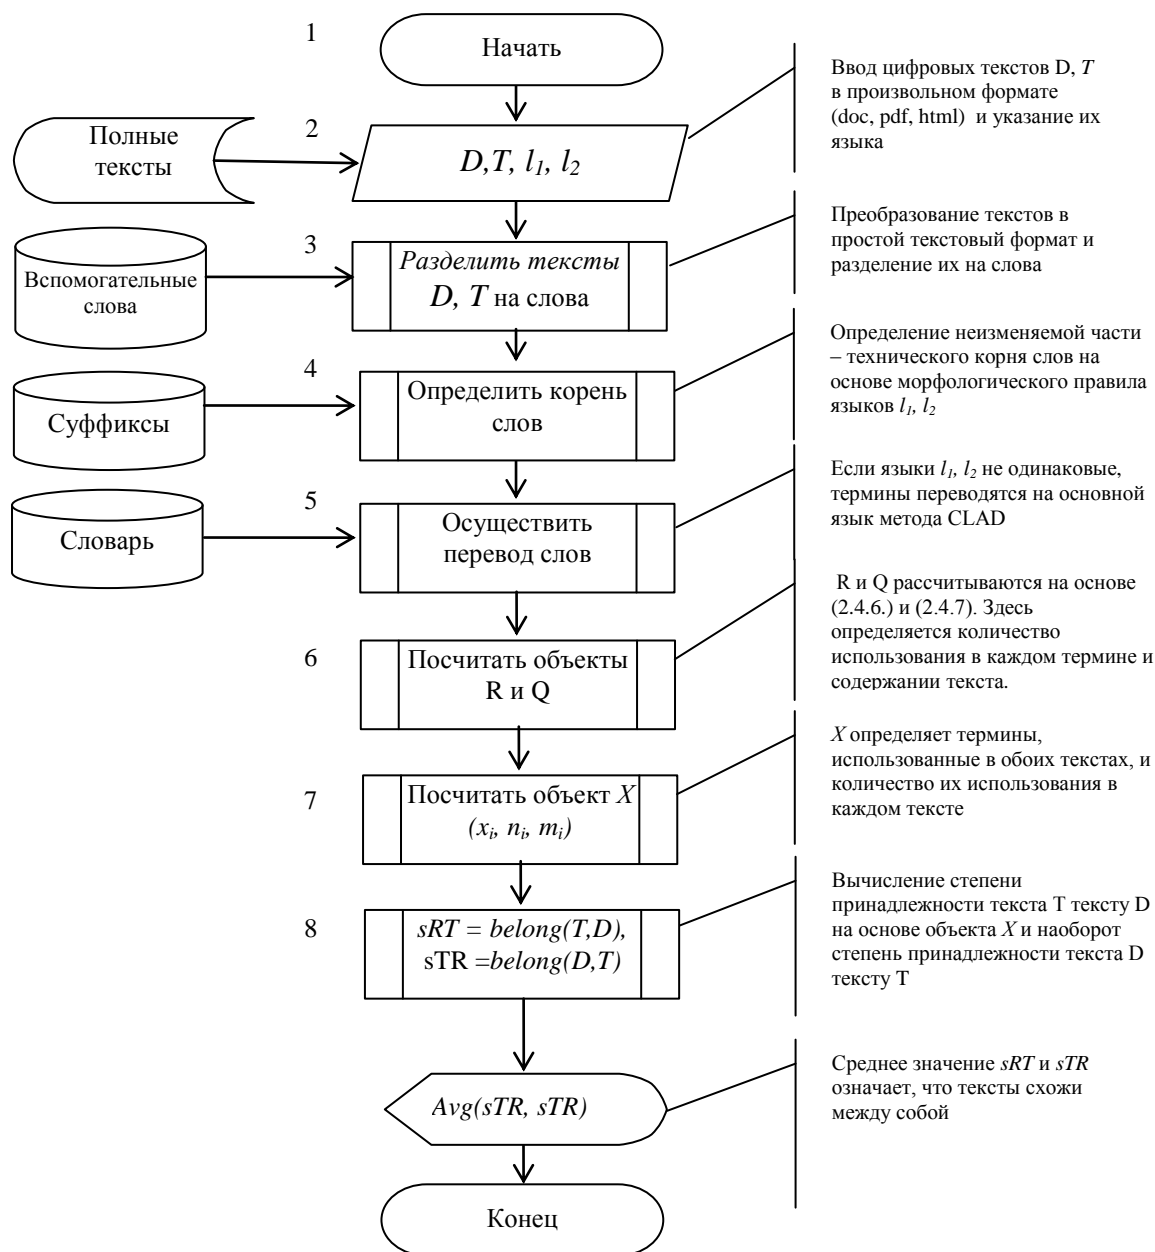 1
Начать
Ввод цифровых текстов D, T
в произвольном формате
(doc, pdf, html) и указание их
языка
Полные
тексты
2
D,T, l1, l2
Вспомогательные
слова
3
Разделить тексты
D, T на слова
Преобразование текстов в
простой текстовый формат и
разделение их на слова
Суффиксы
4
Определить корень
слов
Определение неизменяемой части
– технического корня слов на
основе морфологического правила
языков l1, l2
Словарь
5
Осуществить
перевод слов
Если языки l1, l2 не одинаковые,
термины переводятся на основной
язык метода CLAD
6
Посчитать объекты
R и Q
R и Q рассчитываются на основе
(2.4.6.) и (2.4.7). Здесь
определяется количество
использования в каждом термине и
содержании текста.
7
Посчитать объект X
(xi, ni, mi)
X определяет термины,
использованные в обоих текстах, и
количество их использования в
каждом тексте
8
sRT = belong(T,D),
sTR =belong(D,T)
Вычисление степени
принадлежности текста T тексту D
на основе объекта X и наоборот
степень принадлежности текста D
тексту T
Avg(sTR, sTR)
Среднее значение sRT и sTR
означает, что тексты схожи
между собой
Конец